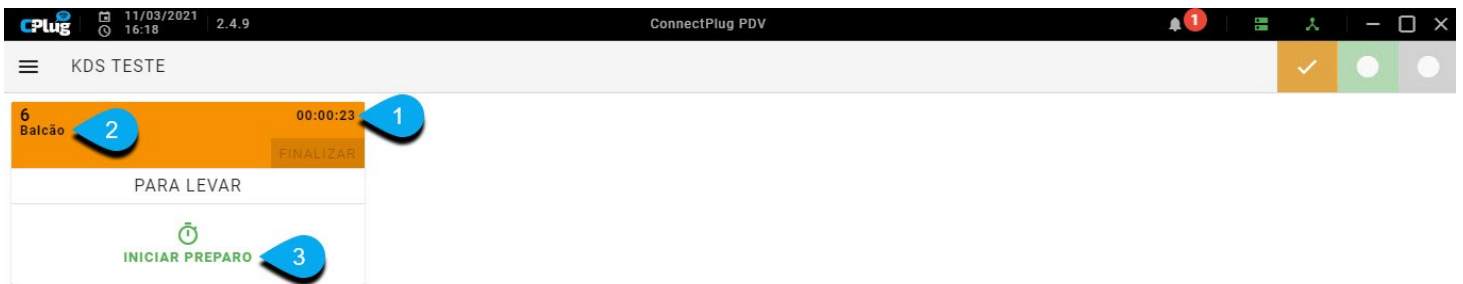 CPlug
11/03/2021
16:18
2.4.9
ConnectPlug PDV
1
KDS TESTE
6
00:00:23
1
Balcão
2
FINALIZAR
PARA LEVAR
INICIAR PREPARO
3